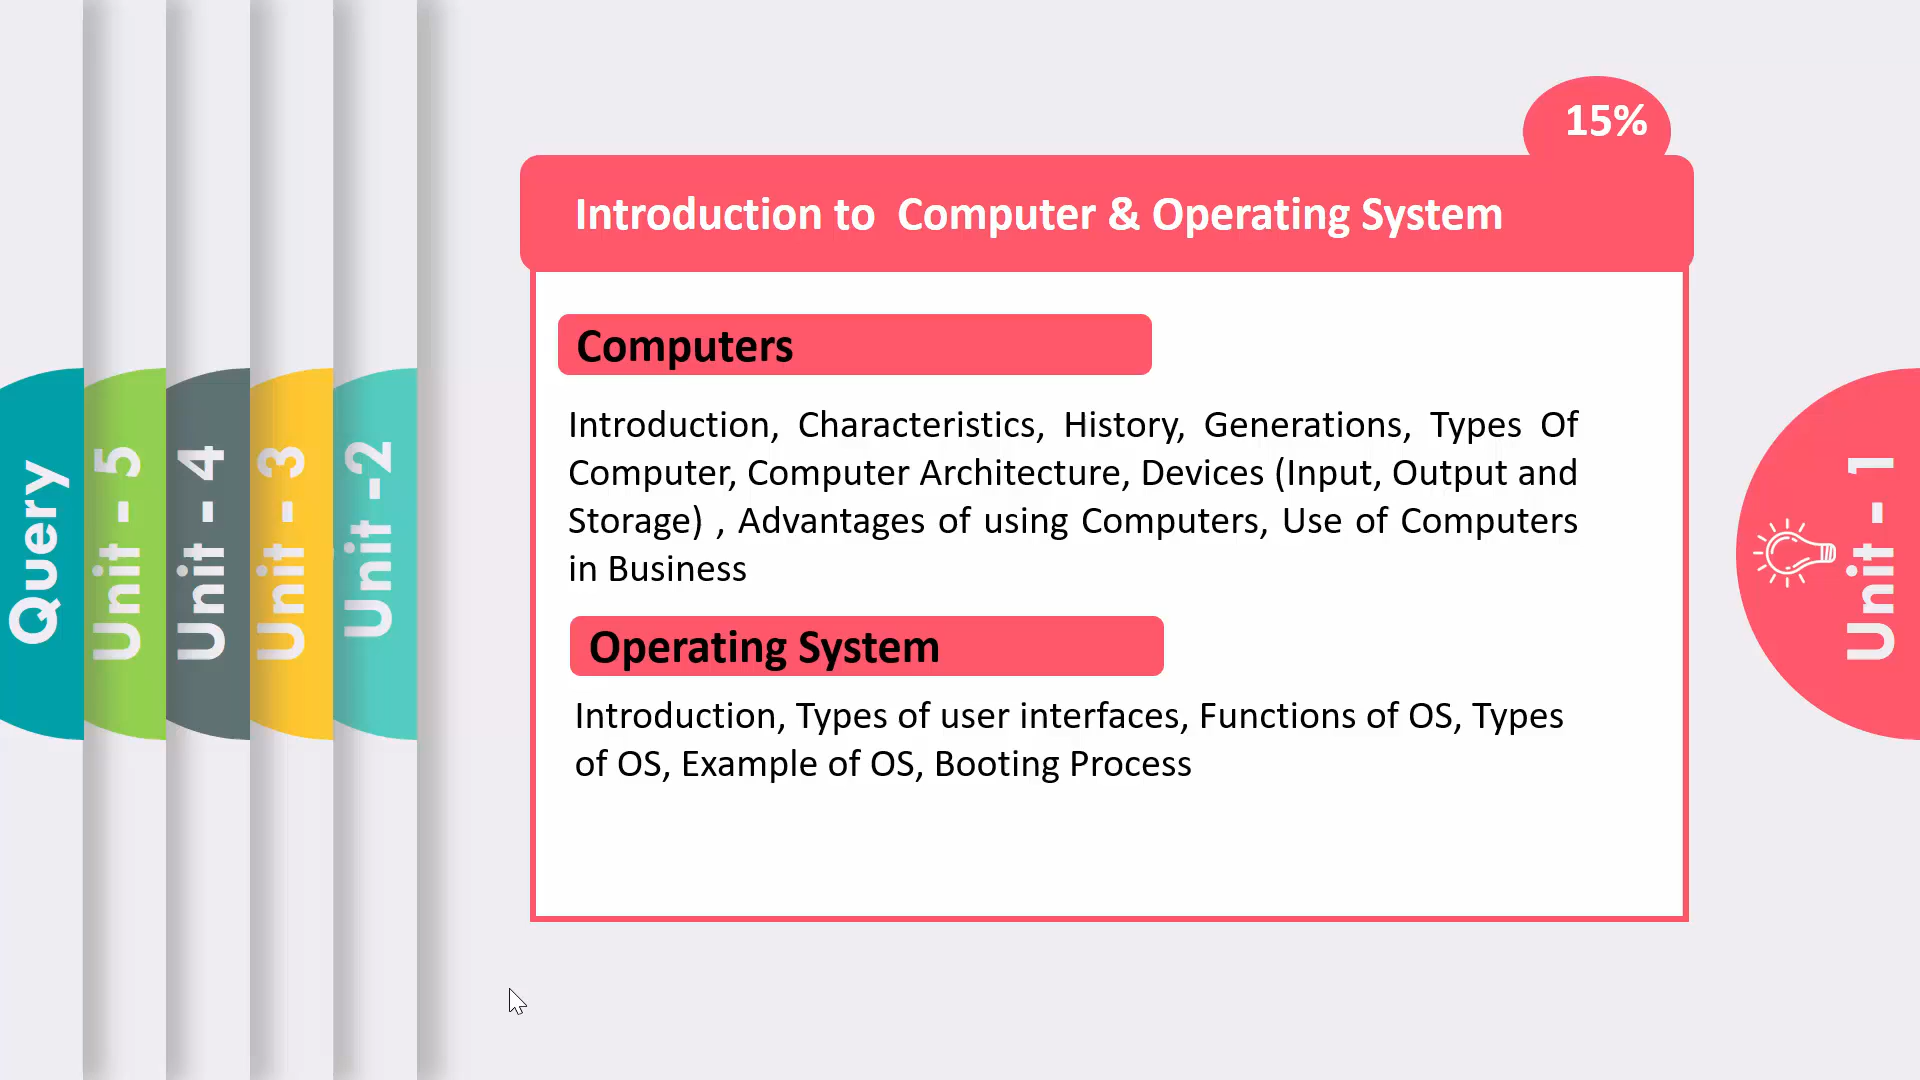 Query
Unit - 5
Unit - 4
Unit - 3
Unit -2
15%
Introduction to  Computer & Operating System
Computers
Introduction, Characteristics, History, Generations, Types Of
Computer, Computer Architecture, Devices (Input, Output and
Storage) , Advantages of using Computers, Use of Computers
in Business
Operating System
Introduction, Types of user interfaces, Functions of OS, Types
of OS, Example of OS, Booting Process
Unit - 1